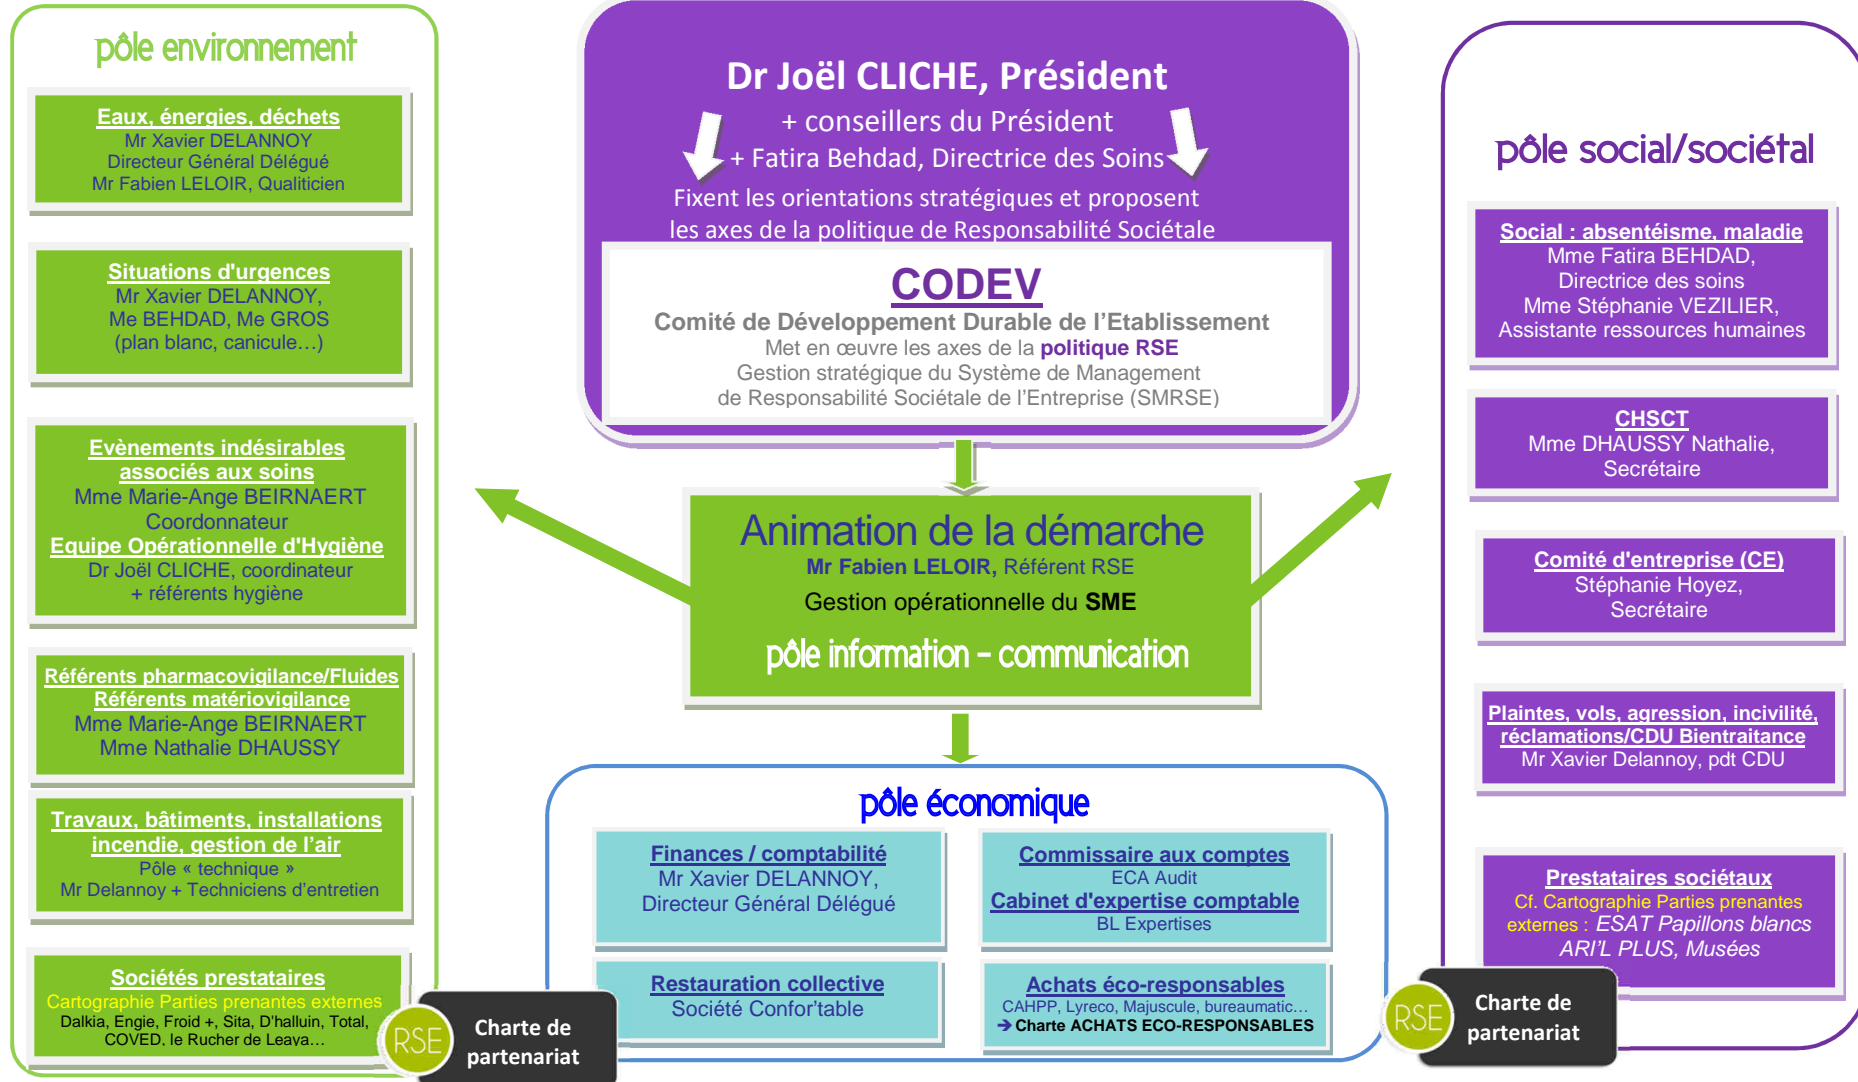 pôle environnement
Eaux, énergies, déchets
Mr Xavier DELANNOY
Directeur Général Délégué
Mr Fabien LELOIR, Qualiticien
Situations d'urgences
Mr Xavier DELANNOY,
Me BEHDAD, Me GROS
(plan blanc, canicule…)
Evènements indésirables
associés aux soins
Mme Marie-Ange BEIRNAERT
Coordonnateur
Equipe Opérationnelle d'Hygiène
Dr Joël CLICHE, coordinateur
+ référents hygiène
Référents pharmacovigilance/Fluides
Référents matériovigilance
Mme Marie-Ange BEIRNAERT
Mme Nathalie DHAUSSY
Travaux, bâtiments, installations
incendie, gestion de l'air
Pôle « technique »
Mr Delannoy + Techniciens d'entretien
Sociétés prestataires
Cartographie Parties prenantes externes
Dalkia, Engie, Froid +, Sita, D'halluin, Total,
COVED, le Rucher de Leaya…
RSE
Charte de
partenariat
Dr Joël CLICHE, Président
+ conseillers du Président
+ Fatira Behdad, Directrice des Soins
Fixent les orientations stratégiques et proposent
les axes de la politique de Responsabilité Sociétale
CODEV
Comité de Développement Durable de l'Etablissement
Met en œuvre les axes de la politique RSE
Gestion stratégique du Système de Management
de Responsabilité Sociétale de l'Entreprise (SMRSE)
Animation de la démarche
Mr Fabien LELOIR, Référent RSE
Gestion opérationnelle du SME
pôle information – communication
pôle économique
Finances / comptabilité
Mr Xavier DELANNOY,
Directeur Général Délégué
Commissaire aux comptes
ECA Audit
Cabinet d'expertise comptable
BL Expertises
Restauration collective
Société Confor'table
Achats éco-responsables
CAHPP, Lyreco, Majuscule, bureaumatic…
➔ Charte ACHATS ECO-RESPONSABLES
pôle social/sociétal
Social : absentéisme, maladie
Mme Fatira BEHDAD,
Directrice des soins
Mme Stéphanie VEZILIER,
Assistante ressources humaines
CHSCT
Mme DHAUSSY Nathalie,
Secrétaire
Comité d'entreprise (CE)
Stéphanie Hoyez,
Secrétaire
Plaintes, vols, agression, incivilité,
réclamations/CDU Bientraitance
Mr Xavier Delannoy, pdt CDU
Prestataires sociétaux
Cf. Cartographie Parties prenantes
externes : ESAT Papillons blancs
ARI'L PLUS, Musées
RSE
Charte de
partenariat